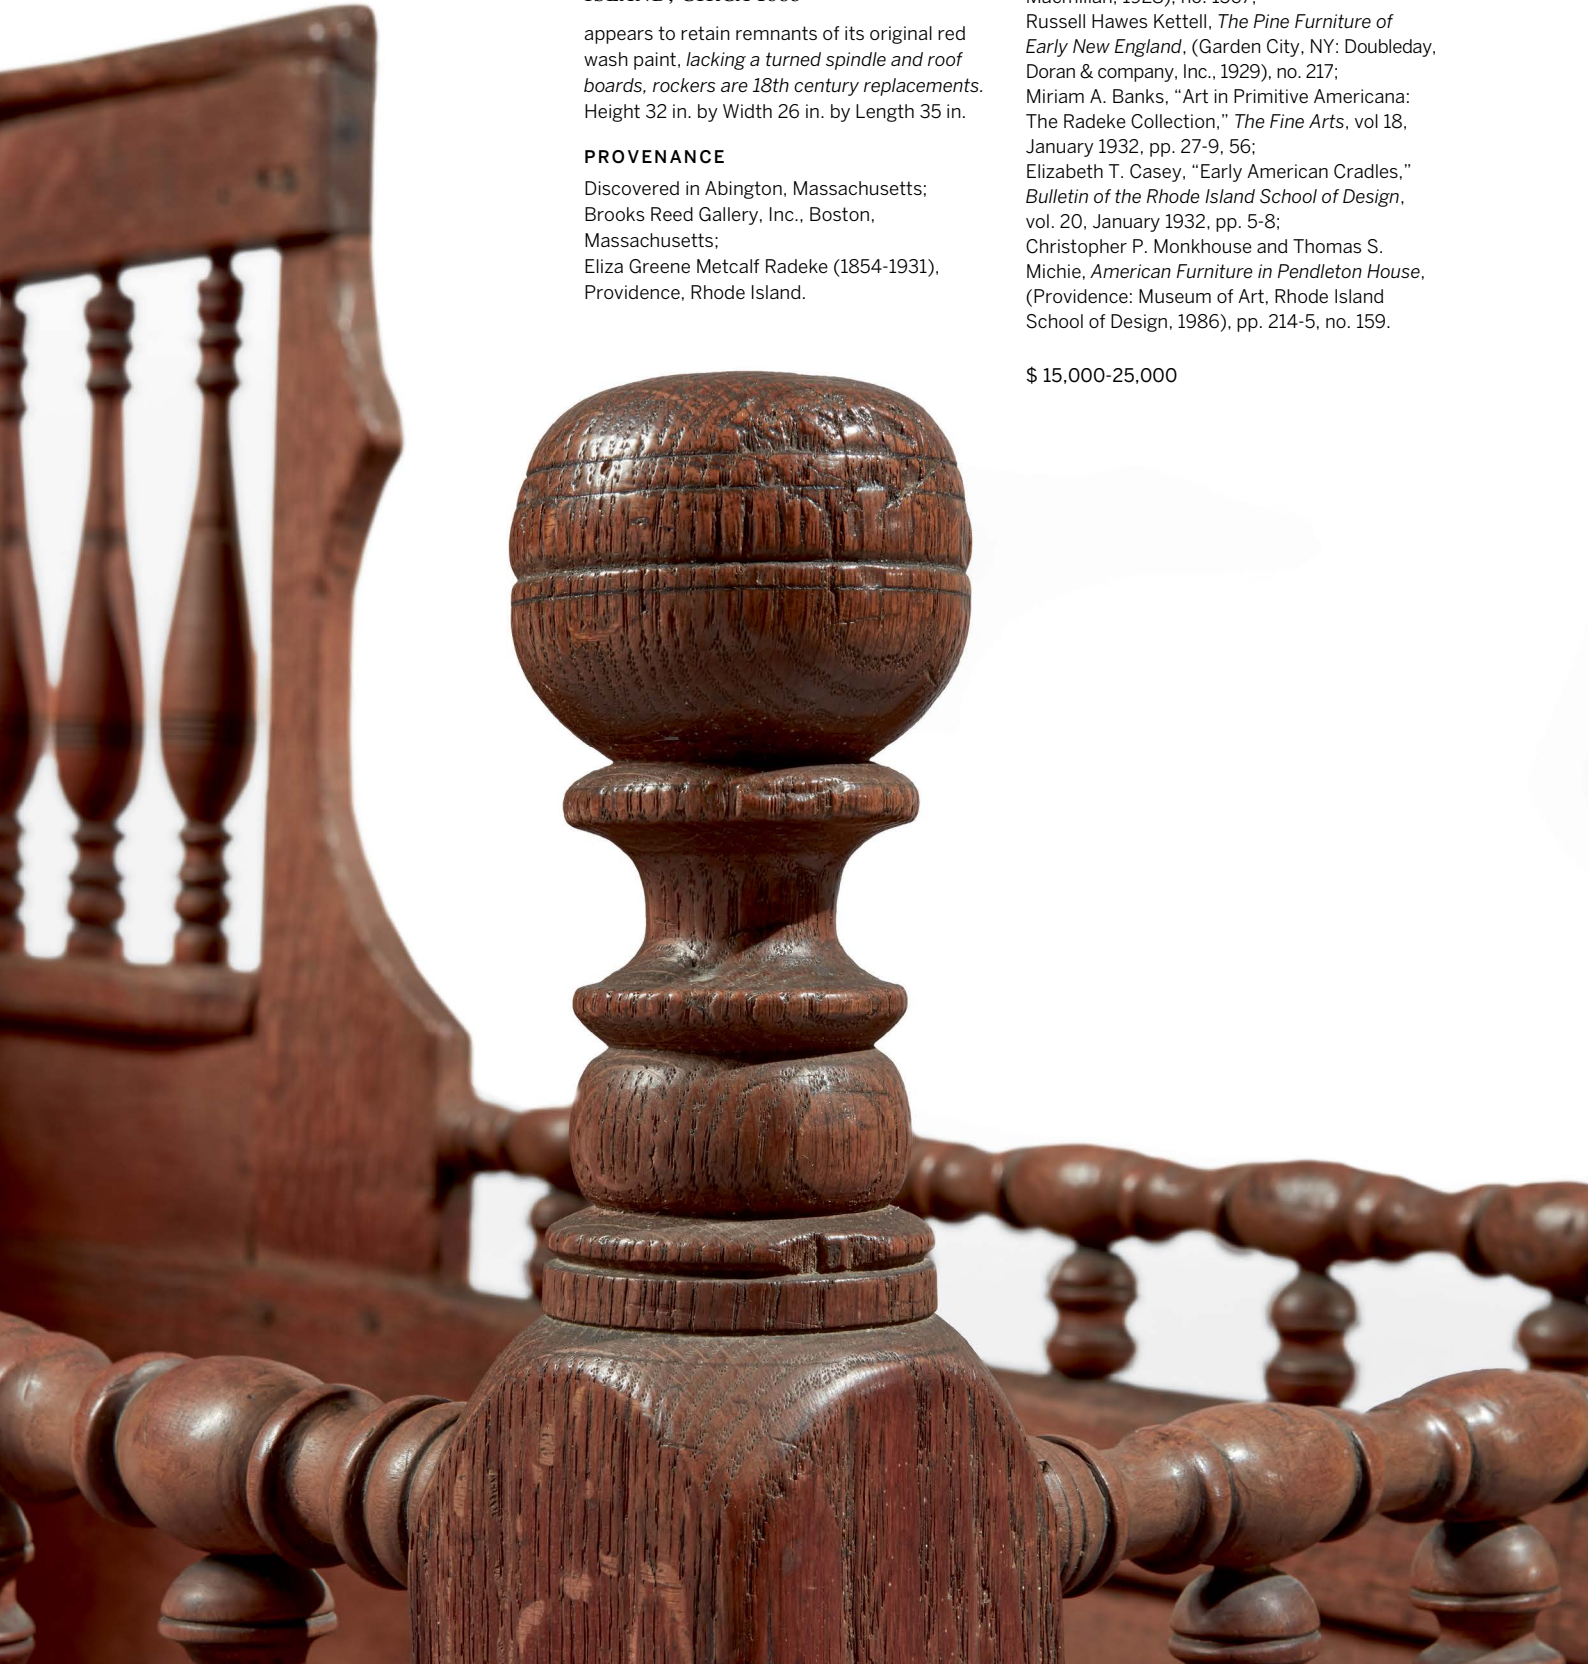 appears to retain remnants of its original red
wash paint, lacking a turned spindle and roof
boards, rockers are 18th century replacements.
Height 32 in. by Width 26 in. by Length 35 in.
PROVENANCE
Discovered in Abington, Massachusetts;
Brooks Reed Gallery, Inc., Boston,
Massachusetts;
Eliza Greene Metcalf Radeke (1854-1931),
Providence, Rhode Island.
Russell Hawes Kettell, The Pine Furniture of
Early New England, (Garden City, NY: Doubleday,
Doran & company, Inc., 1929), no. 217;
Miriam A. Banks, “Art in Primitive Americana:
The Radeke Collection,” The Fine Arts, vol 18,
January 1932, pp. 27-9, 56;
Elizabeth T. Casey, “Early American Cradles,”
Bulletin of the Rhode Island School of Design,
vol. 20, January 1932, pp. 5-8;
Christopher P. Monkhouse and Thomas S.
Michie, American Furniture in Pendleton House,
(Providence: Museum of Art, Rhode Island
School of Design, 1986), pp. 214-5, no. 159.
$ 15,000-25,000